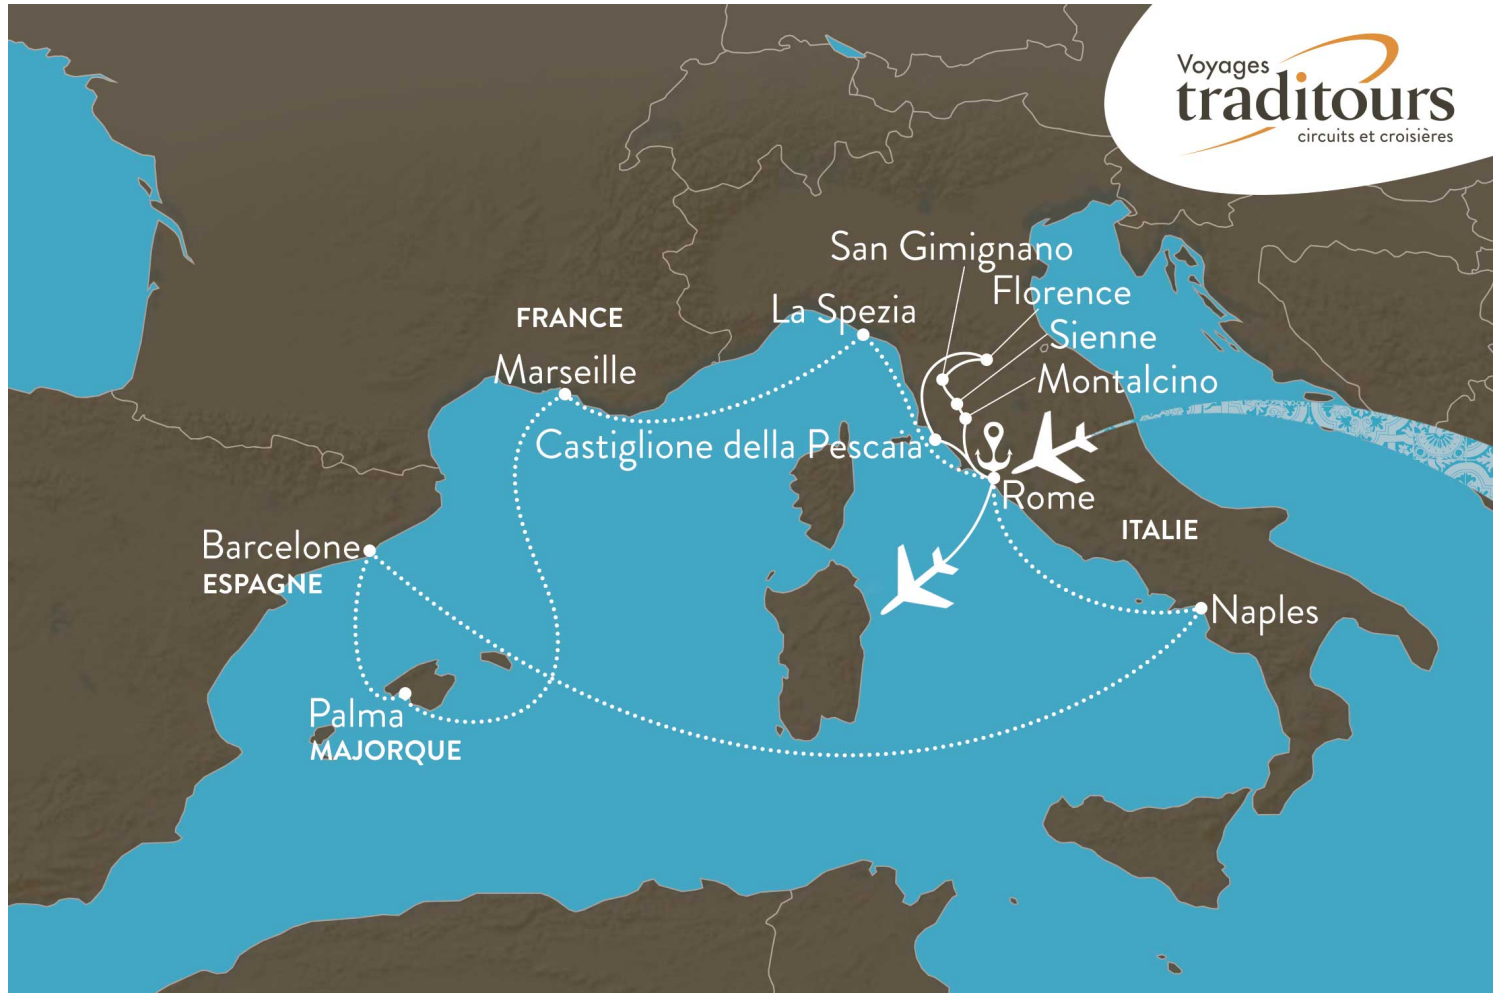 Voyages
traditours
circuits et croisières
San Gimignano
Florence
La Spezia
FRANCE
Sienne
Marseille
Montalcino
Castiglione della Pescaia
Rome
ITALIE
Barcelone
ESPAGNE
Naples
Palma
MAJORQUE